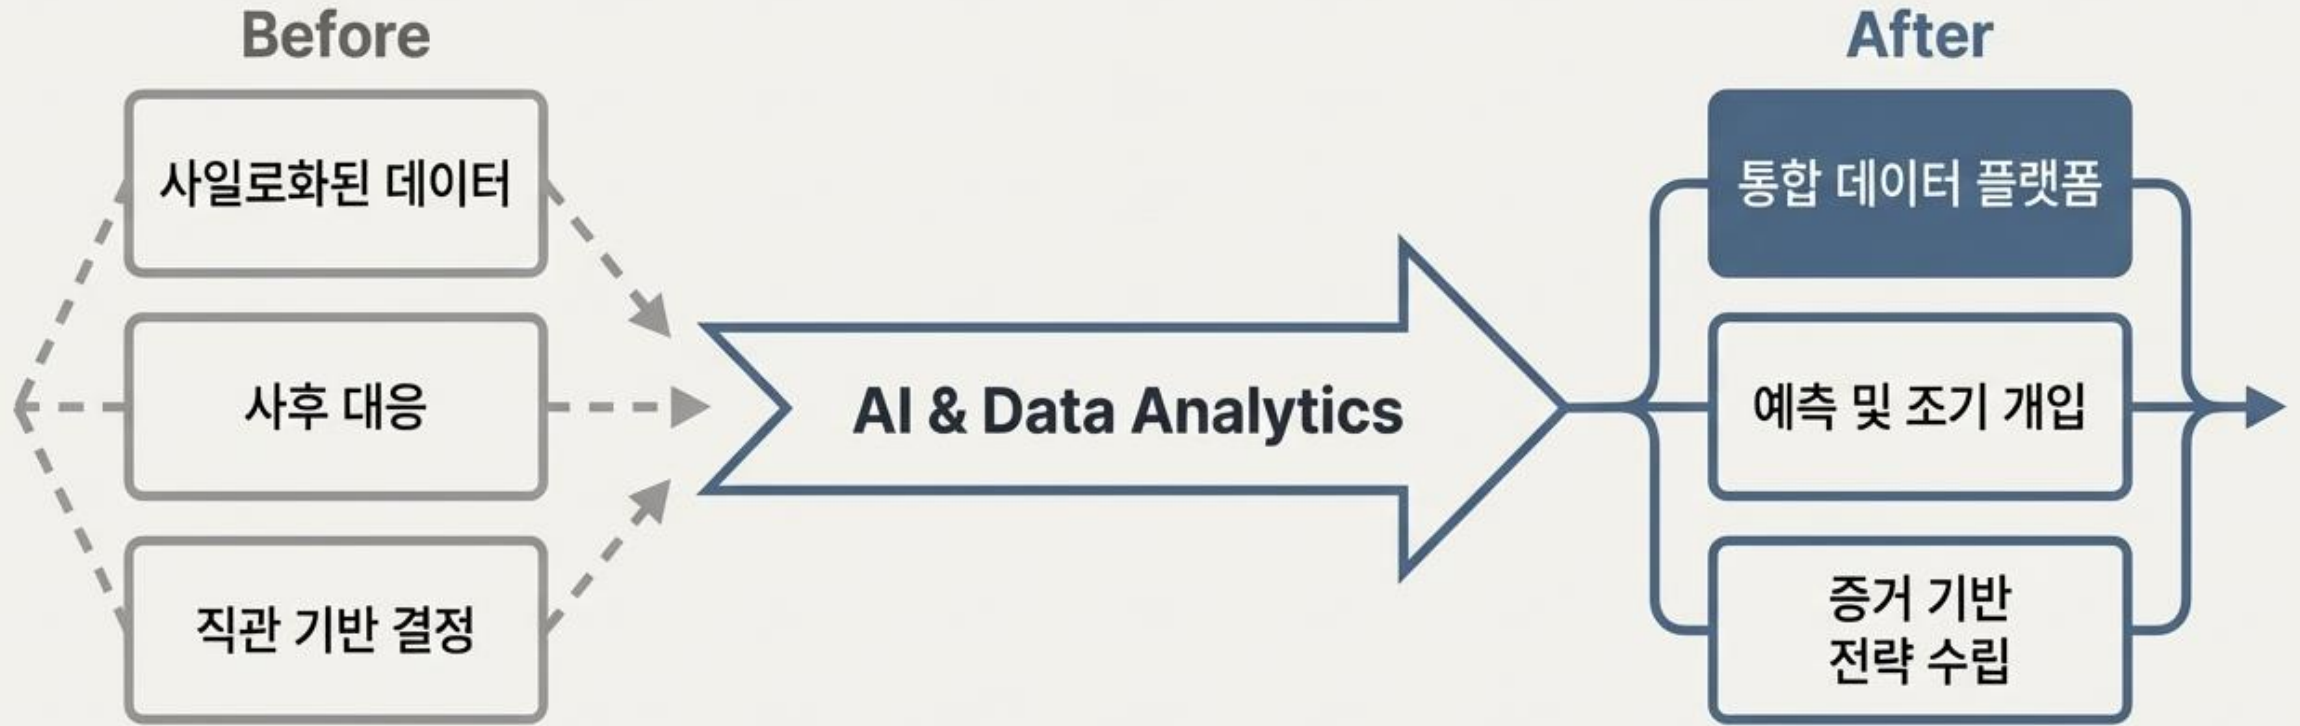 Before
사일로화된 데이터
사후 대응
직관 기반 결정
AI & Data Analytics
After
통합 데이터 플랫폼
예측 및 조기 개입
증거 기반
전략 수립